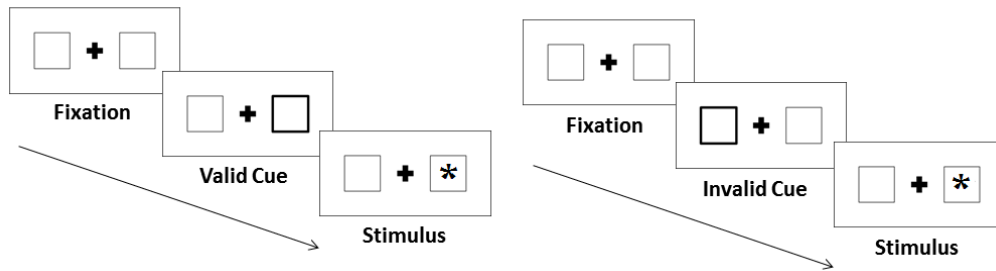 Fixation
Valid Cue
*
Stimulus
Fixation
Invalid Cue
*
Stimulus